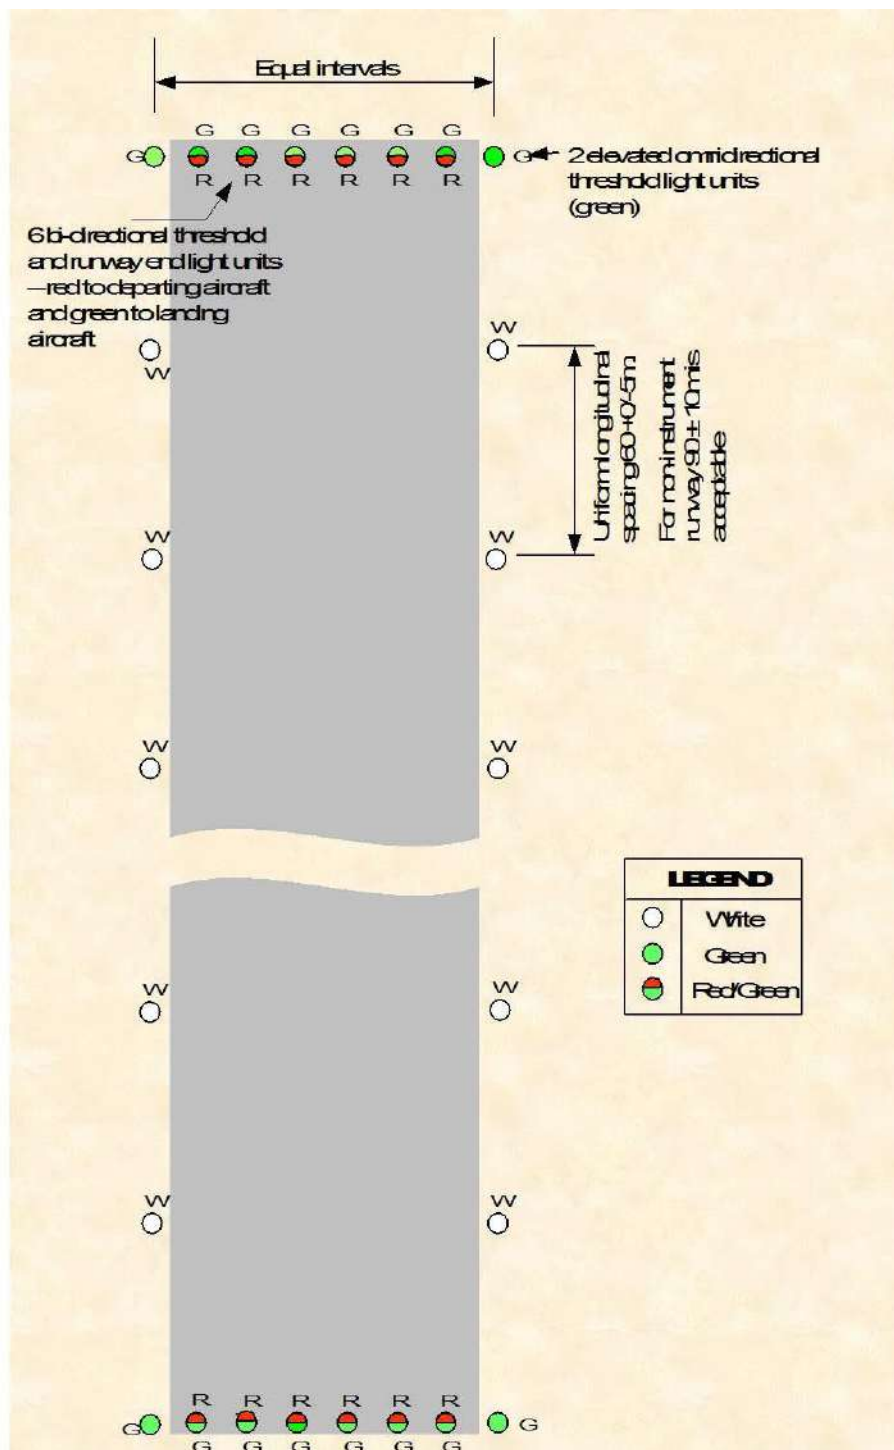 Equal intervals
G G G G G G
G G 2 elevated omnidirectional
threshold light units
(green)
R R R R R R
6 bi-directional threshold
and runway end light units
—red to departing aircraft
and green to landing
aircraft
W
W
Uniform longitudinal
spacing 60 +0/-5m.
For non-instrument
runway 90 ± 10m is
acceptable
W W
W W
LEGEND
White
Green
Red/Green
W W
W W
R R R R R R
G G
G G G G G G